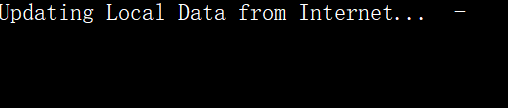 Updating Local Data from Internet... -